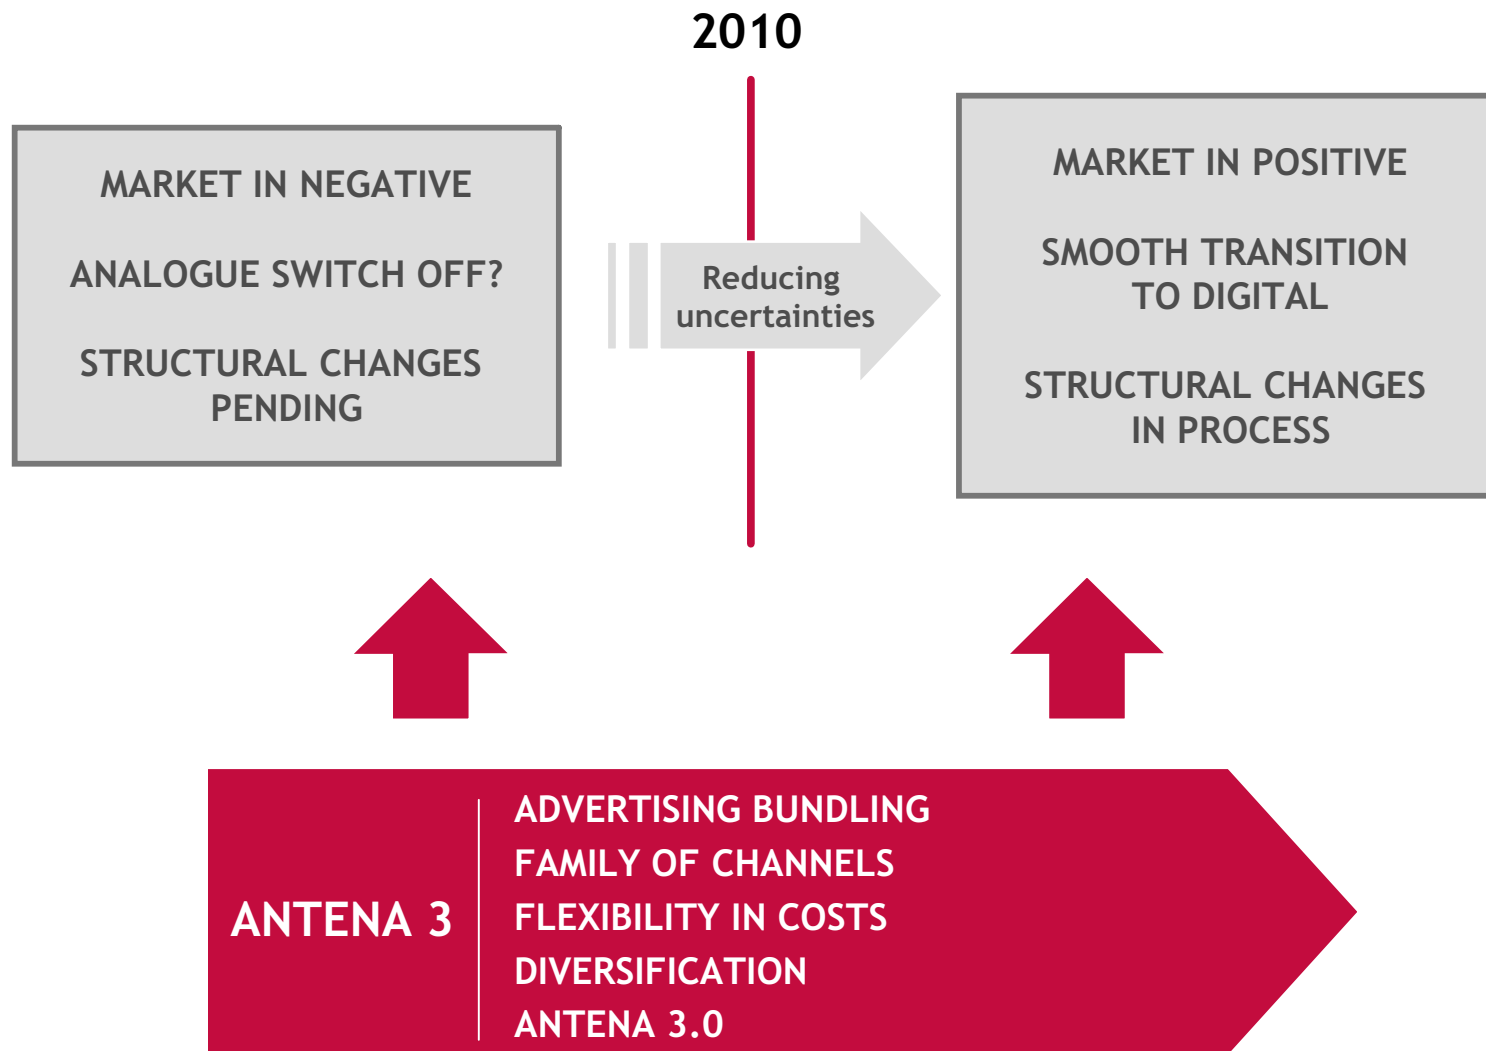 2010
MARKET IN NEGATIVE
ANALOGUE SWITCH OFF?
STRUCTURAL CHANGES
PENDING
Reducing
uncertainties
MARKET IN POSITIVE
SMOOTH TRANSITION
TO DIGITAL
STRUCTURAL CHANGES
IN PROCESS
ANTENA 3
ADVERTISING BUNDLING
FAMILY OF CHANNELS
FLEXIBILITY IN COSTS
DIVERSIFICATION
ANTENA 3.0